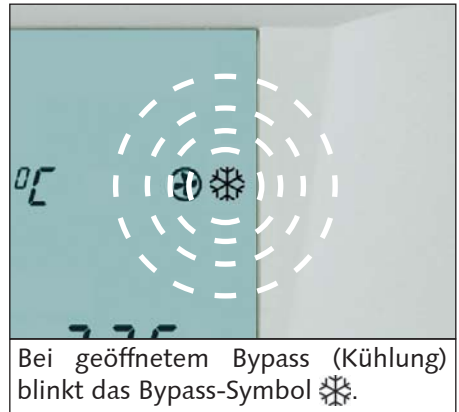 °C
Bei geöffnetem Bypass (Kühlung)
blinkt das Bypass-Symbol ❄.